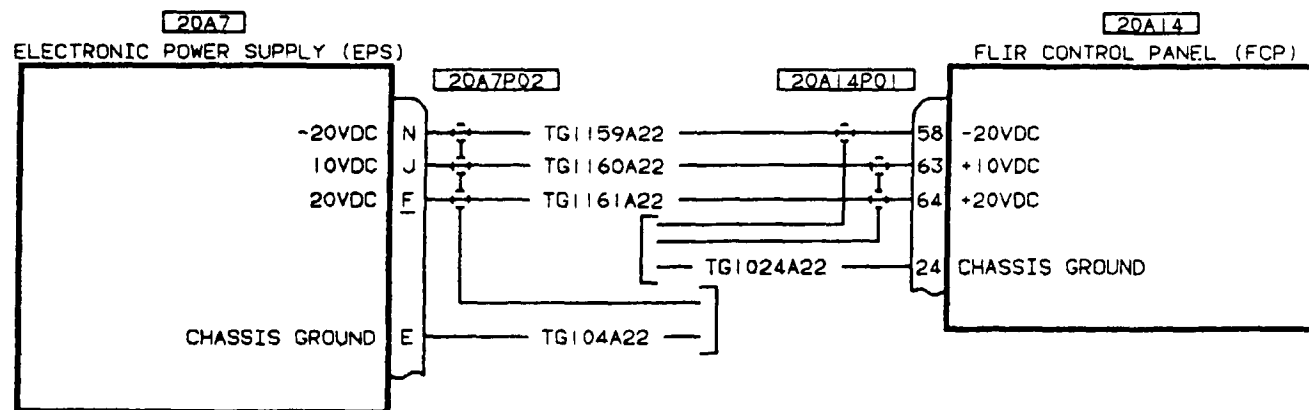 20A7
20A14
ELECTRONIC POWER SUPPLY (EPS)
FLIR CONTROL PANEL (FCP)
20A7P02
20A14P01
-20VDC N TG1159A22 58 -20VDC
10VDC J TG1160A22 63 +10VDC
20VDC F TG1161A22 64 +20VDC
TG1024A22 24 CHASSIS GROUND
CHASSIS GROUND E TG104A22